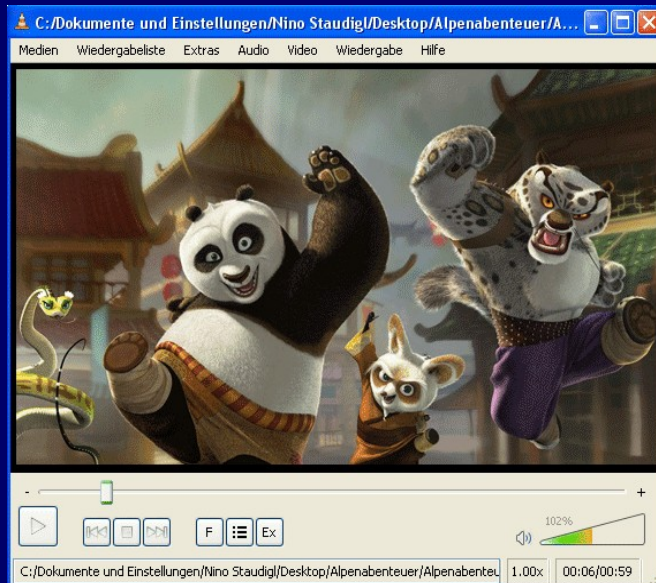 C:/Dokumente und Einstellungen/Nino Staudigl/Desktop/Alpenabenteuer/A...
Medien Wiedergabeliste Extras Audio Video Wiedergabe Hilfe
- +
F Ex
102%
C:/Dokumente und Einstellungen/Nino Staudigl/Desktop/Alpenabenteuer/Alpenabenteu 1.00x 00:06/00:59